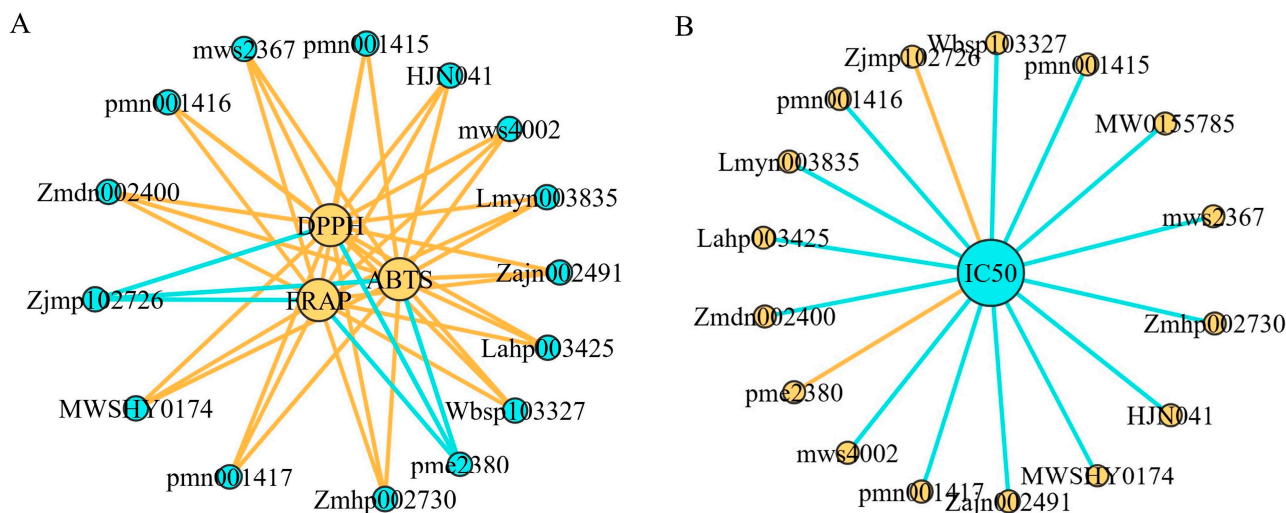 A
mws2367
pmn001415
HJN041
pmn001416
mws4002
Zmdn002400
Lmyn003835
DPPH
ABTS
Zajn002491
Zjmp102726
FRAP
Lahp003425
MWSHY0174
Wbsp103327
pmn001417
pme2380
Zmhp002730
B
Wbsp103327
Zjmp102726
pmn001415
pmn001416
MW0155785
Lmyn003835
mws2367
Lahp003425
IC50
Zmdn002400
Zmhp002730
pme2380
HJN041
mws4002
MWSHY0174
pmn001417
Zajn002491